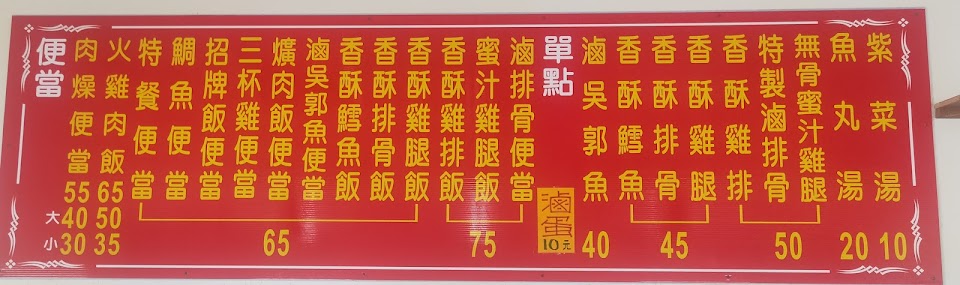 便當
肉燥便當 55
大 40
小 30
火雞肉飯 65
50
35
特餐便當
鯛魚便當
招牌飯便當
三杯雞便當
爌肉飯便當
滷吳郭魚便當
香酥鱈魚飯
香酥排骨飯
香酥雞腿飯
65
香酥雞排飯
蜜汁雞腿飯
滷排骨便當
75
單點
滷蛋
10元
滷吳郭魚 40
香酥鱈魚
香酥排骨
香酥雞腿
45
香酥雞排
特製滷排骨
無骨蜜汁雞腿
50
魚丸湯 20
紫菜湯 10